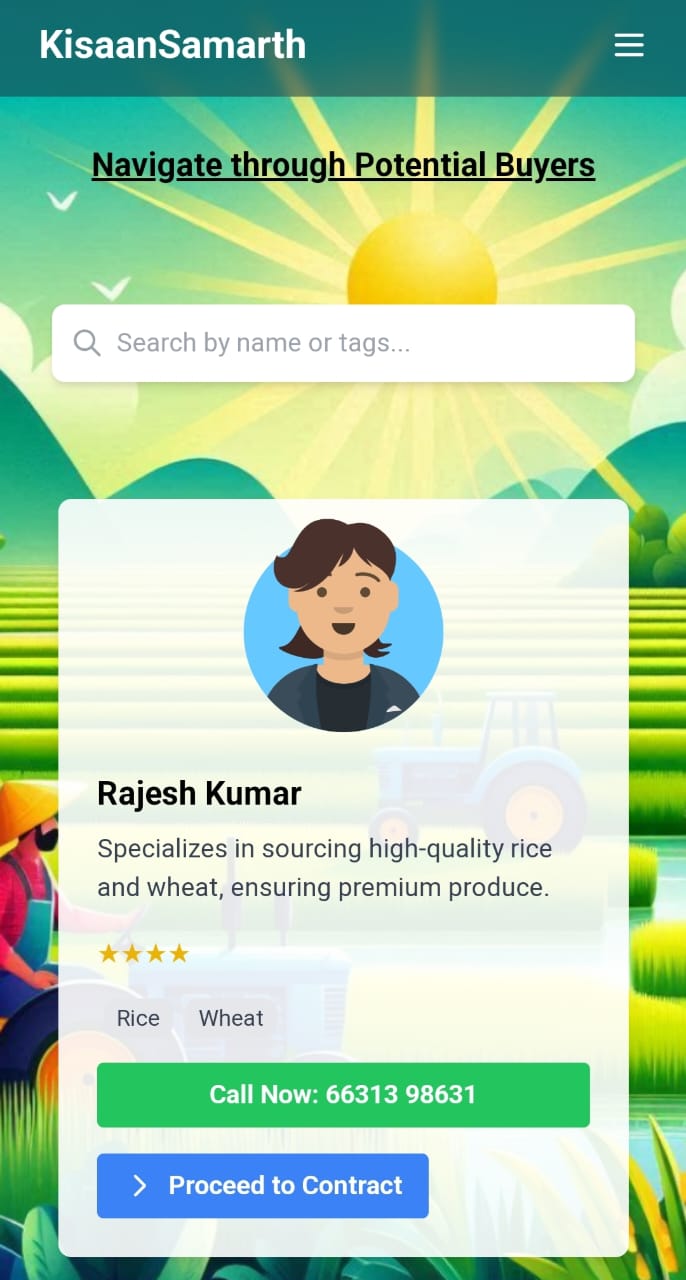 KisaanSamarth
Navigate through Potential Buyers
Search by name or tags...
Rajesh Kumar
Specializes in sourcing high-quality rice
and wheat, ensuring premium produce.
★★★★
Rice Wheat
Call Now: 66313 98631
Proceed to Contract